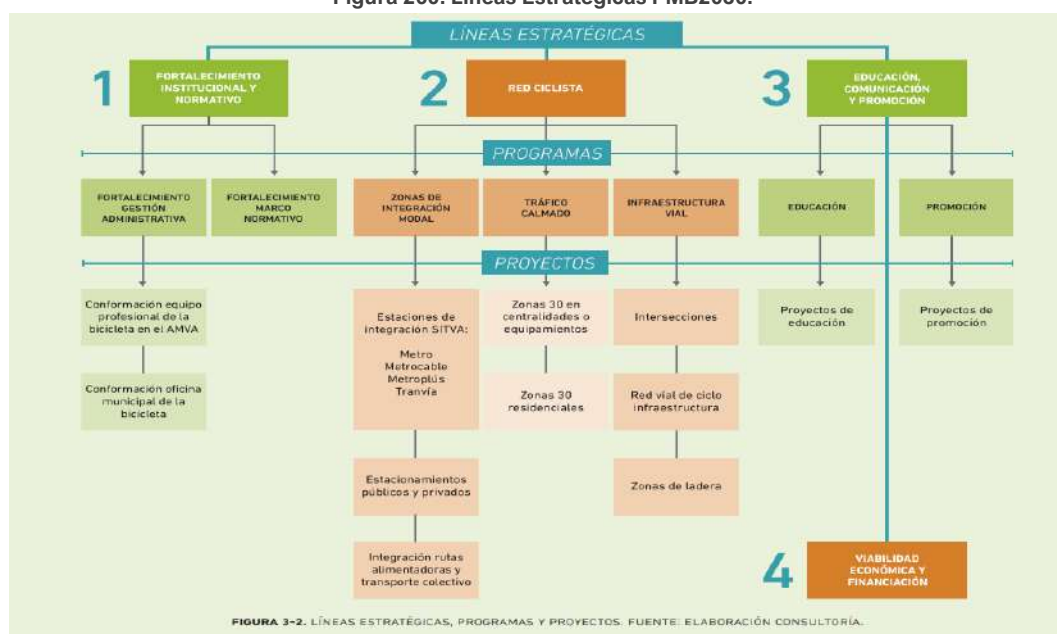 LÍNEAS ESTRATÉGICAS
1
FORTALECIMIENTO
INSTITUCIONAL Y
NORMATIVO
2
RED CICLISTA
3
EDUCACIÓN,
COMUNICACIÓN
Y PROMOCIÓN
PROGRAMAS
FORTALECIMIENTO
GESTIÓN
ADMINISTRATIVA
FORTALECIMIENTO
MARCO
NORMATIVO
ZONAS DE
INTEGRACIÓN
MODAL
TRÁFICO
CALMADO
INFRAESTRUCTURA
VIAL
EDUCACIÓN
PROMOCIÓN
PROYECTOS
Conformación equipo
profesional de la
bicicleta en el AMVA
Conformación oficina
municipal de la
bicicleta
Estaciones de
integración SITVA:
Metro
Metrocable
Metroplús
Tranvía
Estacionamientos
públicos y privados
Integración rutas
alimentadoras y
transporte colectivo
Zonas 30 en
centralidades o
equipamientos
Zonas 30
residenciales
Intersecciones
Red vial de ciclo
infraestructura
Zonas de ladera
Proyectos de
educación
Proyectos de
promoción
4
VIABILIDAD
ECONÓMICA Y
FINANCIACIÓN
FIGURA 3-2. LÍNEAS ESTRATÉGICAS, PROGRAMAS Y PROYECTOS. FUENTE: ELABORACIÓN CONSULTORÍA.